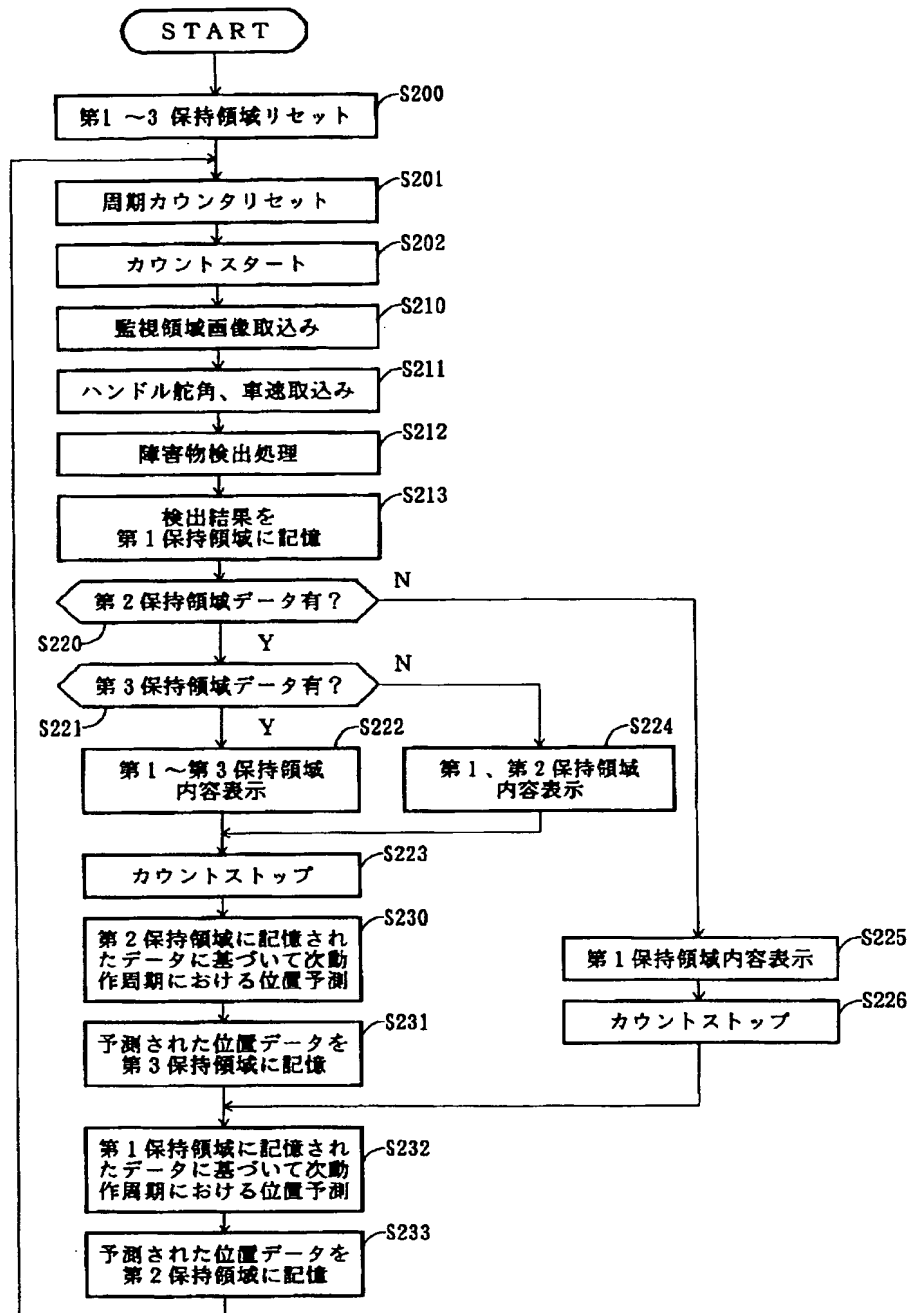 START
S200
第1～3 保持領域リセット
S201
周期カウンタリセット
S202
カウントスタート
S210
監視領域画像取込み
S211
ハンドル舵角、車速取込み
S212
障害物検出処理
S213
検出結果を
第1保持領域に記憶
第2保持領域データ有?
N
S220
Y
第3保持領域データ有?
N
S221
Y
S222
第1～第3保持領域
内容表示
S224
第1、第2保持領域
内容表示
S223
カウントストップ
S230
第2保持領域に記憶され
たデータに基づいて次動
作周期における位置予測
S225
第1保持領域内容表示
S226
カウントストップ
S231
予測された位置データを
第3保持領域に記憶
S232
第1保持領域に記憶され
たデータに基づいて次動
作周期における位置予測
S233
予測された位置データを
第2保持領域に記憶